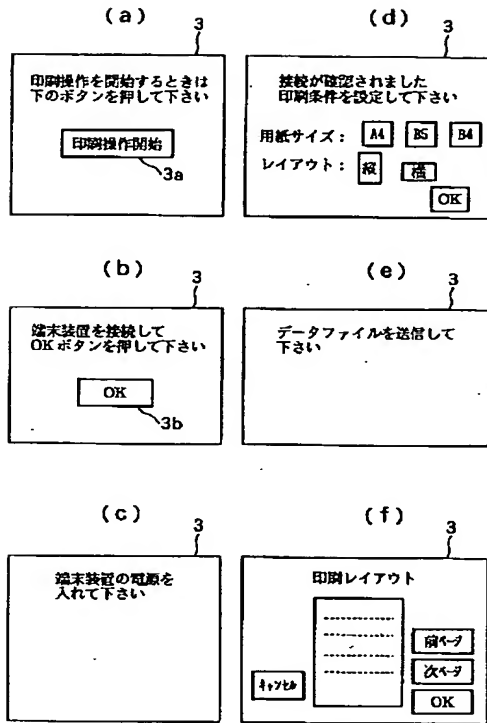 (a)
3
印刷操作を開始するときは
下のボタンを押して下さい
印刷操作開始
3a
(b)
3
端末装置を接続して
OKボタンを押して下さい
OK
3b
(c)
3
端末装置の電源を
入れて下さい
(d)
3
接続が確認されました
印刷条件を設定して下さい
用紙サイズ： A4 B5 B4
レイアウト： 縦 横
OK
(e)
3
データファイルを送信して
下さい
(f)
3
印刷レイアウト
前ページ
次ページ
キャンセル
OK